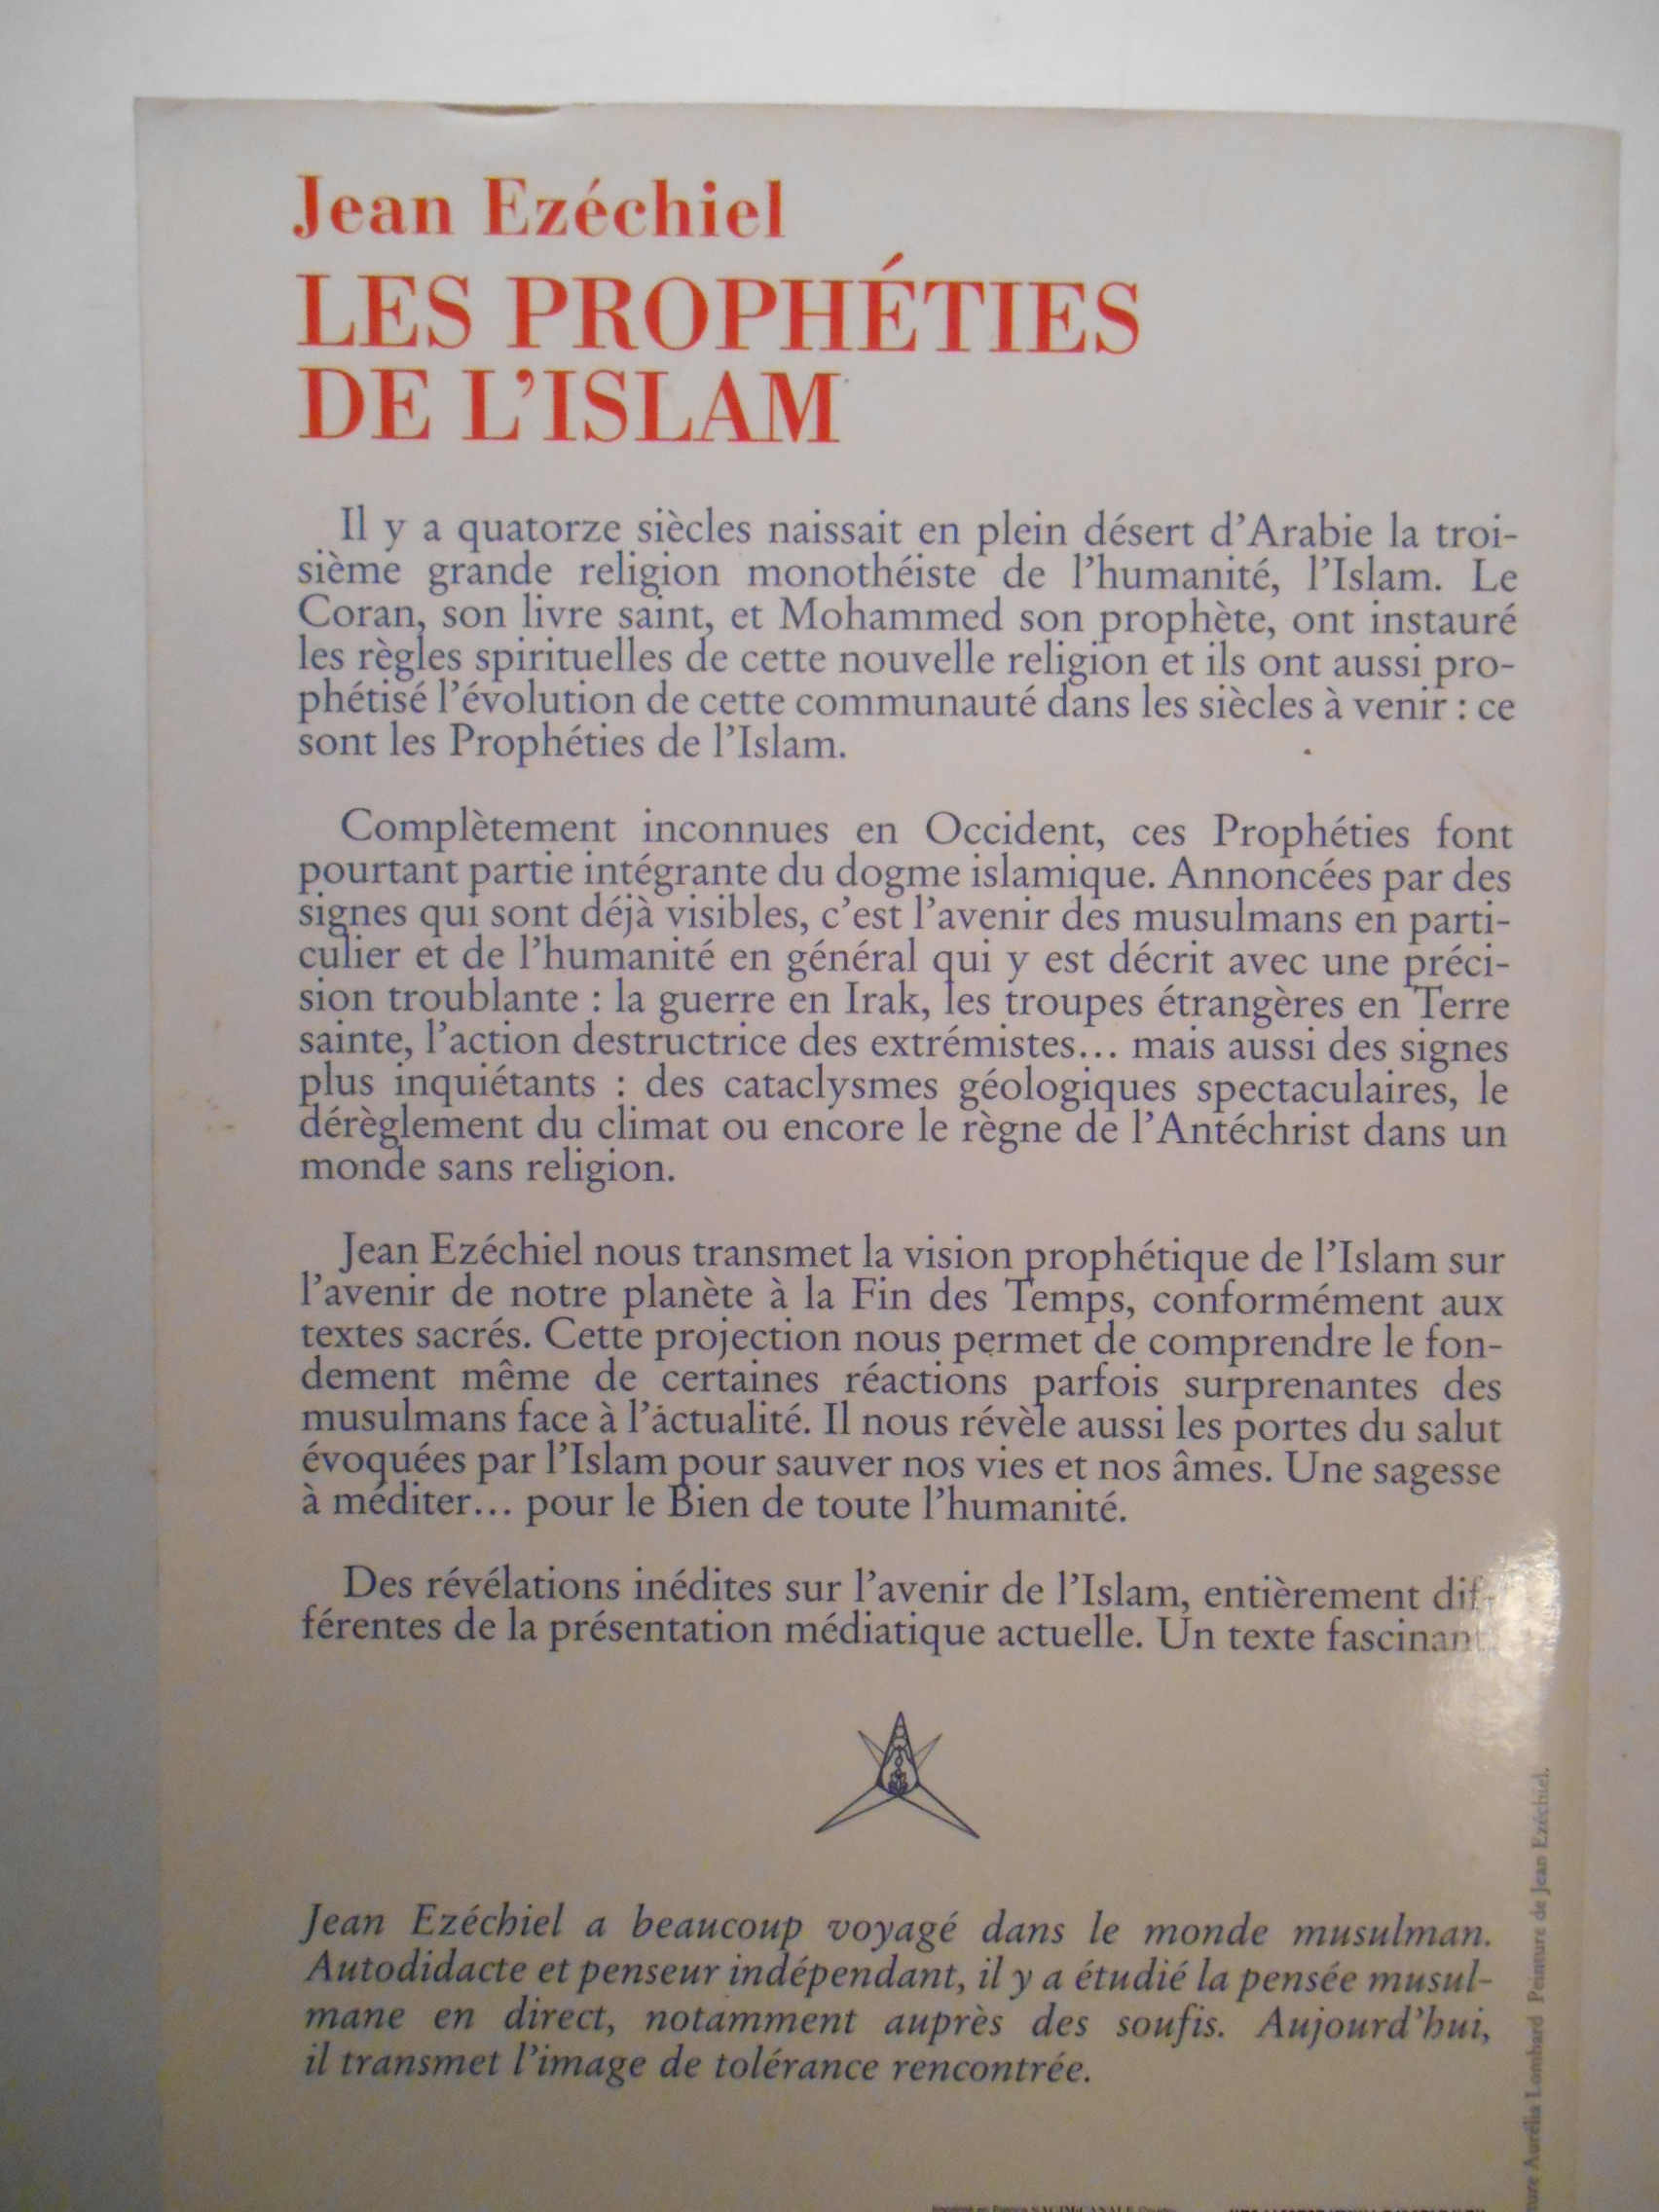 Jean Ezéchiel
LES PROPHÉTIES
DE L'ISLAM
Il y a quatorze siècles naissait en plein désert d'Arabie la troi-
sième grande religion monothéiste de l'humanité, l'Islam. Le
Coran, son livre saint, et Mohammed son prophète, ont instauré
les règles spirituelles de cette nouvelle religion et ils ont aussi pro-
phétisé l'évolution de cette communauté dans les siècles à venir : ce
sont les Prophéties de l'Islam.
Complètement inconnues en Occident, ces Prophéties font
pourtant partie intégrante du dogme islamique. Annoncées par des
signes qui sont déjà visibles, c'est l'avenir des musulmans en parti-
culier et de l'humanité en général qui y est décrit avec une préci-
sion troublante : la guerre en Irak, les troupes étrangères en Terre
sainte, l'action destructrice des extrémistes... mais aussi des signes
plus inquiétants : des cataclysmes géologiques spectaculaires, le
dérèglement du climat ou encore le règne de l'Antéchrist dans un
monde sans religion.
Jean Ezéchiel nous transmet la vision prophétique de l'Islam sur
l'avenir de notre planète à la Fin des Temps, conformément aux
textes sacrés. Cette projection nous permet de comprendre le fon-
dement même de certaines réactions parfois surprenantes des
musulmans face à l'actualité. Il nous révèle aussi les portes du salut
évoquées par l'Islam pour sauver nos vies et nos âmes. Une sagesse
à méditer... pour le Bien de toute l'humanité.
Des révélations inédites sur l'avenir de l'Islam, entièrement dif-
férentes de la présentation médiatique actuelle. Un texte fascinant
Jean Ezéchiel a beaucoup voyagé dans le monde musulman.
Autodidacte et penseur indépendant, il y a étudié la pensée musul-
mane en direct, notamment auprès des soufis. Aujourd'hui,
il transmet l'image de tolérance rencontrée.
Aurélia Lombard Peinture de Jean Ezéchiel.